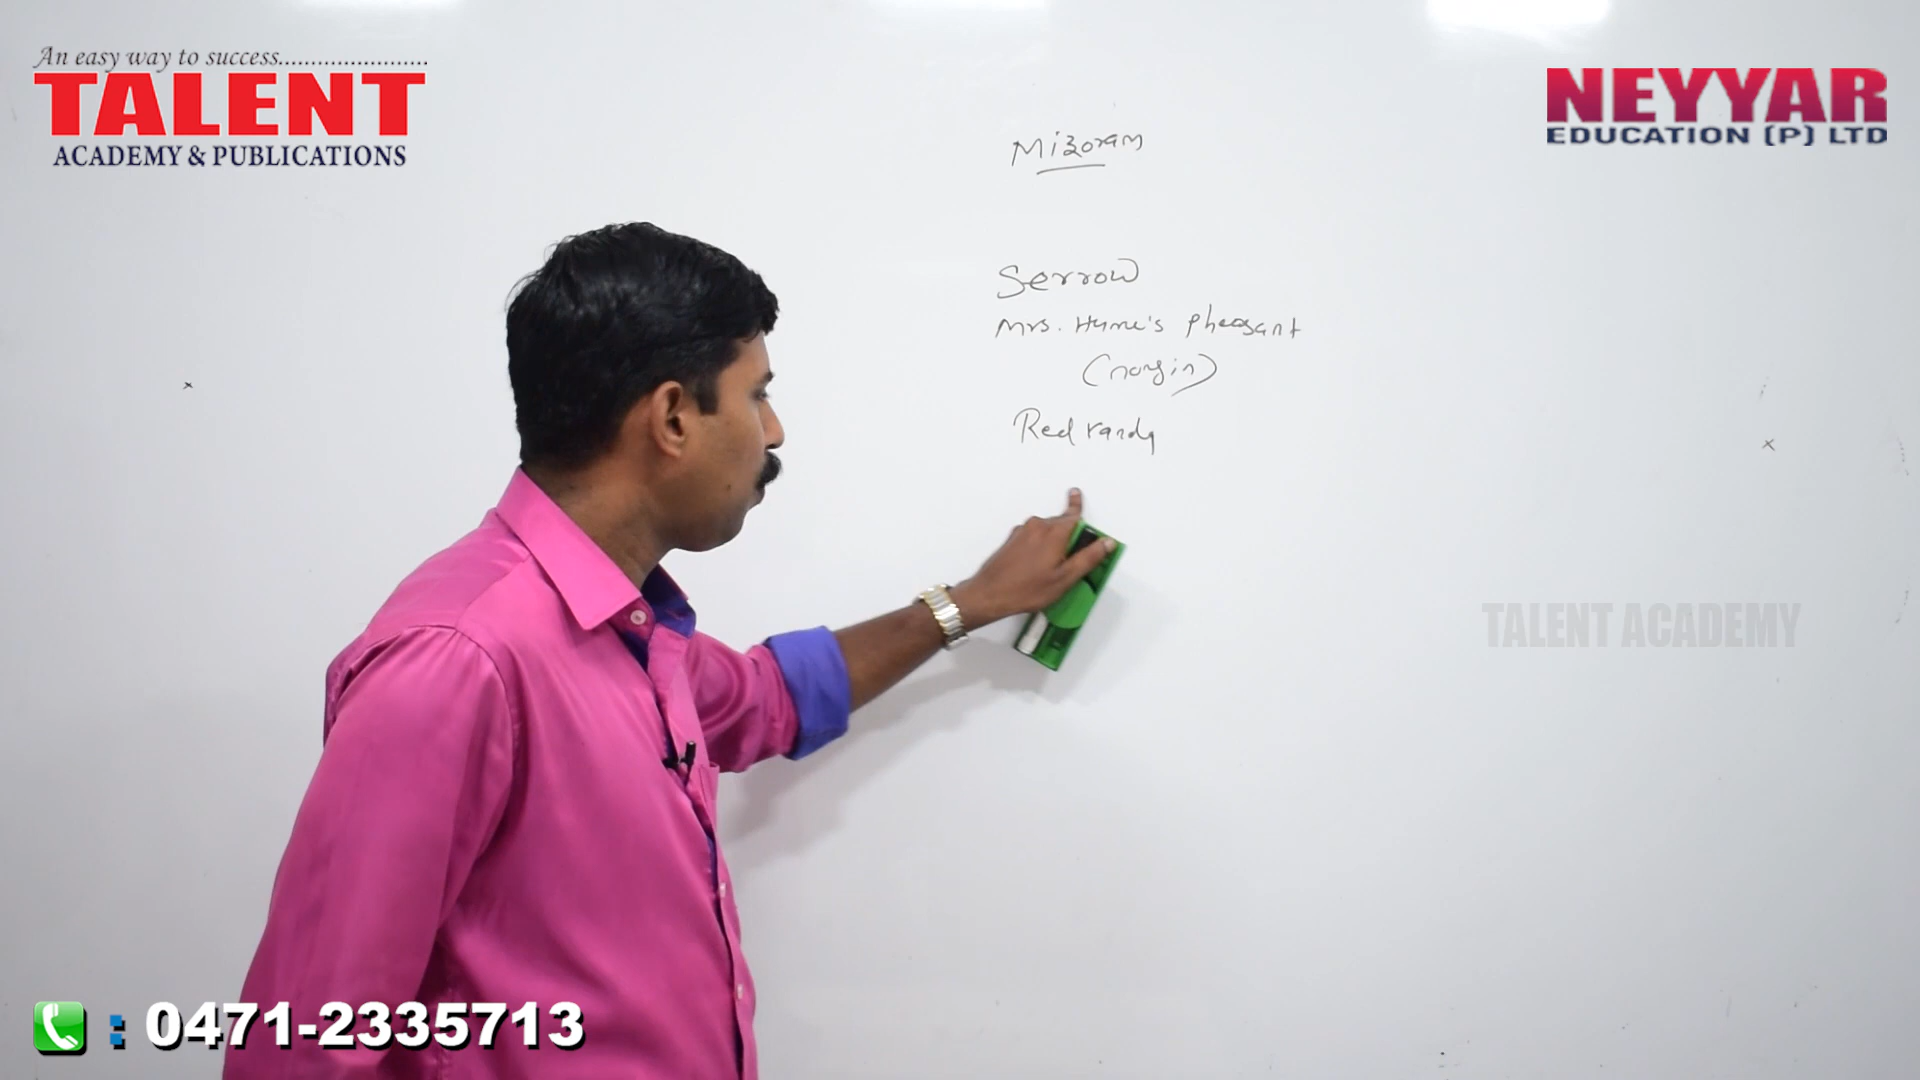 An easy way to success.......................
TALENT
ACADEMY & PUBLICATIONS
NEYYAR
EDUCATION (P) LTD
Mizoram
Serrow
Mrs. Hume's pheasant
(nongin)
Red vanda
TALENT ACADEMY
: 0471-2335713